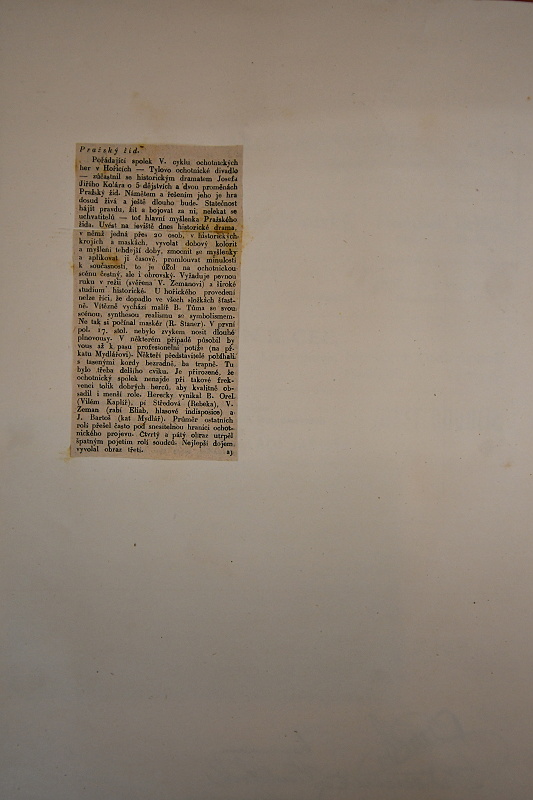 Pražský žid.
Pořádající spolek V. cyklu ochotnických
her v Hořicích — Tylovo ochotnické divadlo
— zúčastnil se historickým dramatem Josefa
Jiřího Kolára o 5 dějstvích a dvou proměnách
Pražský žid. Námětem a řešením jeho je hra
dosud živá a ještě dlouho bude. Statečnost
hájit pravdu, žít a bojovat za ni, nelekat se
uchvatitelů — toť hlavní myšlenka Pražského
žida. Uvést na jeviště dnes historické drama,
v němž jedná přes 20 osob, v historických
krojích a maskách, vyvolat dobový kolorit
a myšlení tehdejší doby, zmocnit se myšlenky
a aplikovat ji časově, promlouvat minulostí
k současnosti, to je úkol na ochotnickou
scénu čestný, ale i obrovský. Vyžaduje pevnou
ruku v režii (svěřena V. Zemanovi) a široké
studium historické. U hořického provedení
nelze říci, že dopadlo ve všech složkách šťast-
ně. Vítězně vychází malíř B. Tůma se svou
scénou, synthesou realismu se symbolismem.
Ne tak si počínal maskér (R. Staner). V první
pol. 17. stol. nebylo zvykem nosit dlouhé
plnovousy. V některém případě působil by
vous až k pasu profesionelní potíže (na př.
katu Mydlářovi). Někteří představitelé pobíhali
s tasenými kordy bezradně, ba trapně. Tu
bylo třeba delšího cviku. Je přirozené, že
ochotnický spolek nenajde při takové frek-
venci tolik dobrých herců, aby kvalitně ob-
sadil i menší role. Herecky vynikal B. Orel
(Vilém Kaplíř), pí Středová (Rebeka), V.
Zeman (rabí Eliab, hlasově indisposice) a
J. Bartoš (kat Mydlář). Průměr ostatních
rolí přešel často pod snesitelnou hranici ochot-
nického projevu. Čtvrtý a pátý obraz utrpěl
špatným pojetím rolí soudců. Nejlepší dojem
vyvolal obraz třetí. aj